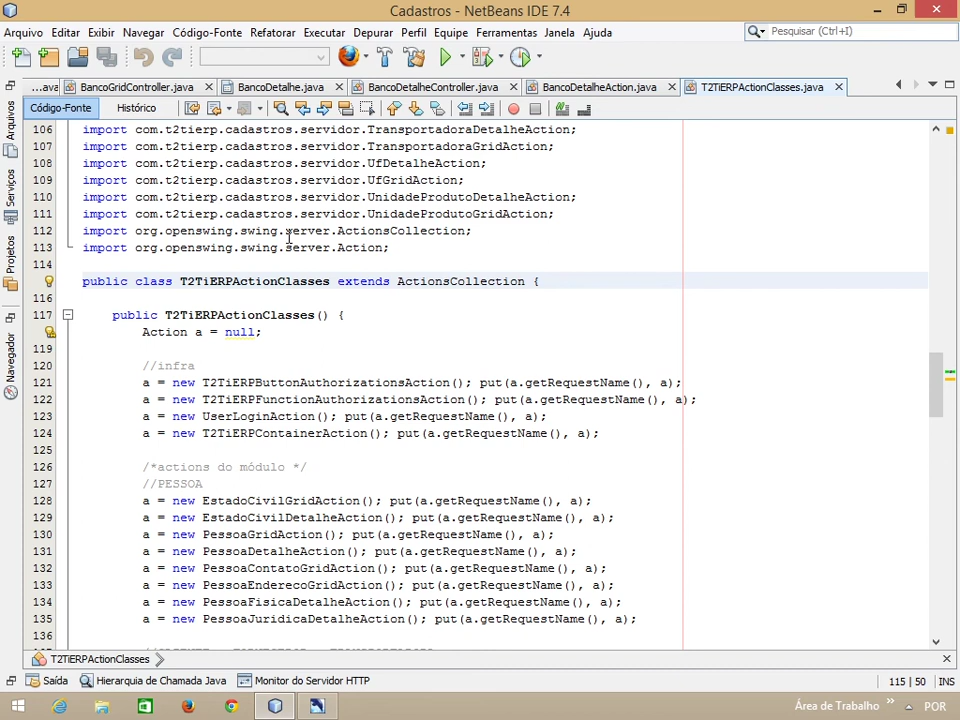 Cadastros - NetBeans IDE 7.4
Arquivo Editar Exibir Navegar Código-Fonte Refatorar Executar Depurar Perfil Equipe Ferramentas Janela Ajuda
Pesquisar (Ctrl+I)
...ava BancoGridController.java BancoDetalhe.java BancoDetalheController.java BancoDetalheAction.java T2TiERPActionClasses.java
Código-Fonte Histórico
Arquivos
Serviços
Projetos
Navegador
106 import com.t2tierp.cadastros.servidor.TransportadoraDetalheAction;
107 import com.t2tierp.cadastros.servidor.TransportadoraGridAction;
108 import com.t2tierp.cadastros.servidor.UfDetalheAction;
109 import com.t2tierp.cadastros.servidor.UfGridAction;
110 import com.t2tierp.cadastros.servidor.UnidadeProdutoDetalheAction;
111 import com.t2tierp.cadastros.servidor.UnidadeProdutoGridAction;
112 import org.openswing.swing.server.ActionsCollection;
113 import org.openswing.swing.server.Action;
114
public class T2TiERPActionClasses extends ActionsCollection {
116
117 public T2TiERPActionClasses() {
Action a = null;
119
120 //infra
121 a = new T2TiERPButtonAuthorizationsAction(); put(a.getRequestName(), a);
122 a = new T2TiERPFunctionAuthorizationsAction(); put(a.getRequestName(), a);
123 a = new UserLoginAction(); put(a.getRequestName(), a);
124 a = new T2TiERPContainerAction(); put(a.getRequestName(), a);
125
126 /*actions do módulo */
127 //PESSOA
128 a = new EstadoCivilGridAction(); put(a.getRequestName(), a);
129 a = new EstadoCivilDetalheAction(); put(a.getRequestName(), a);
130 a = new PessoaGridAction(); put(a.getRequestName(), a);
131 a = new PessoaDetalheAction(); put(a.getRequestName(), a);
132 a = new PessoaContatoGridAction(); put(a.getRequestName(), a);
133 a = new PessoaEnderecoGridAction(); put(a.getRequestName(), a);
134 a = new PessoaFisicaDetalheAction(); put(a.getRequestName(), a);
135 a = new PessoaJuridicaDetalheAction(); put(a.getRequestName(), a);
136
T2TiERPActionClasses
Saída Hierarquia de Chamada Java Monitor do Servidor HTTP 115 | 50 INS
Área de Trabalho » POR